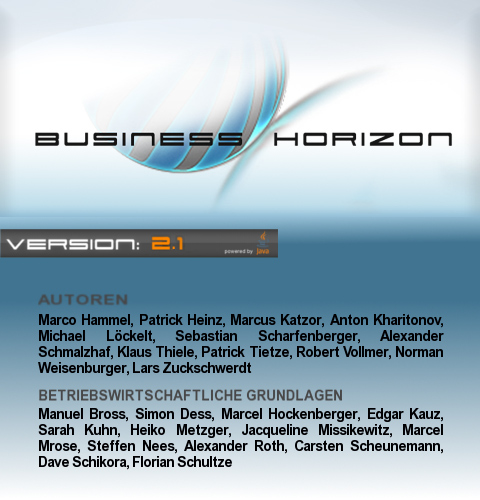 BUSINESS HORIZON
VERSION: 2.1
powered by java
AUTOREN
Marco Hammel, Patrick Heinz, Marcus Katzor, Anton Kharitonov,
Michael Löckelt, Sebastian Scharfenberger, Alexander
Schmalzhaf, Klaus Thiele, Patrick Tietze, Robert Vollmer, Norman
Weisenburger, Lars Zuckschwerdt
BETRIEBSWIRTSCHAFTLICHE GRUNDLAGEN
Manuel Bross, Simon Dess, Marcel Hockenberger, Edgar Kauz,
Sarah Kuhn, Heiko Metzger, Jacqueline Missikewitz, Marcel
Mrose, Steffen Nees, Alexander Roth, Carsten Scheunemann,
Dave Schikora, Florian Schultze